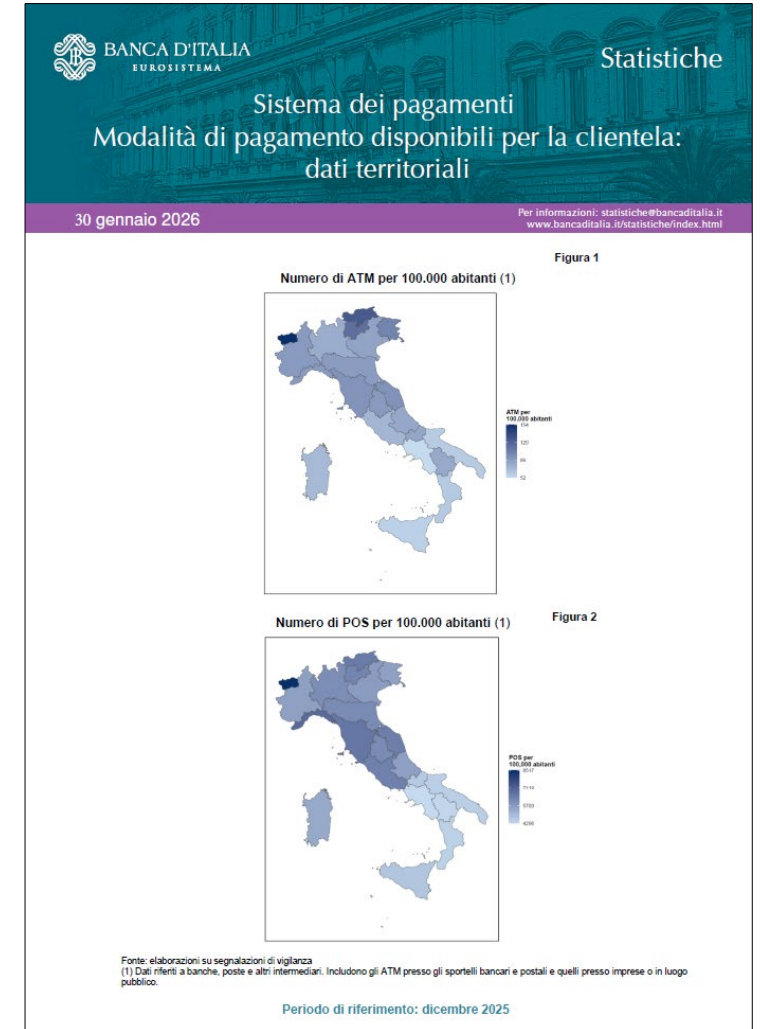 BANCA D'ITALIA
EUROSISTEMA
Statistiche
Sistema dei pagamenti
Modalità di pagamento disponibili per la clientela:
dati territoriali
30 gennaio 2026
Per informazioni: statistiche@bancaditalia.it
www.bancaditalia.it/statistiche/index.html
Figura 1
Numero di ATM per 100.000 abitanti (1)
ATM per
100,000 abitanti
52
Figura 2
Numero di POS per 100.000 abitanti (1)
POS per
100,000 abitanti
Fonte: elaborazioni su segnalazioni di vigilanza
(1) Dati riferiti a banche, poste e altri intermediari. Includono gli ATM presso gli sportelli bancari e postali e quelli presso imprese o in luogo
pubblico.
Periodo di riferimento: dicembre 2025